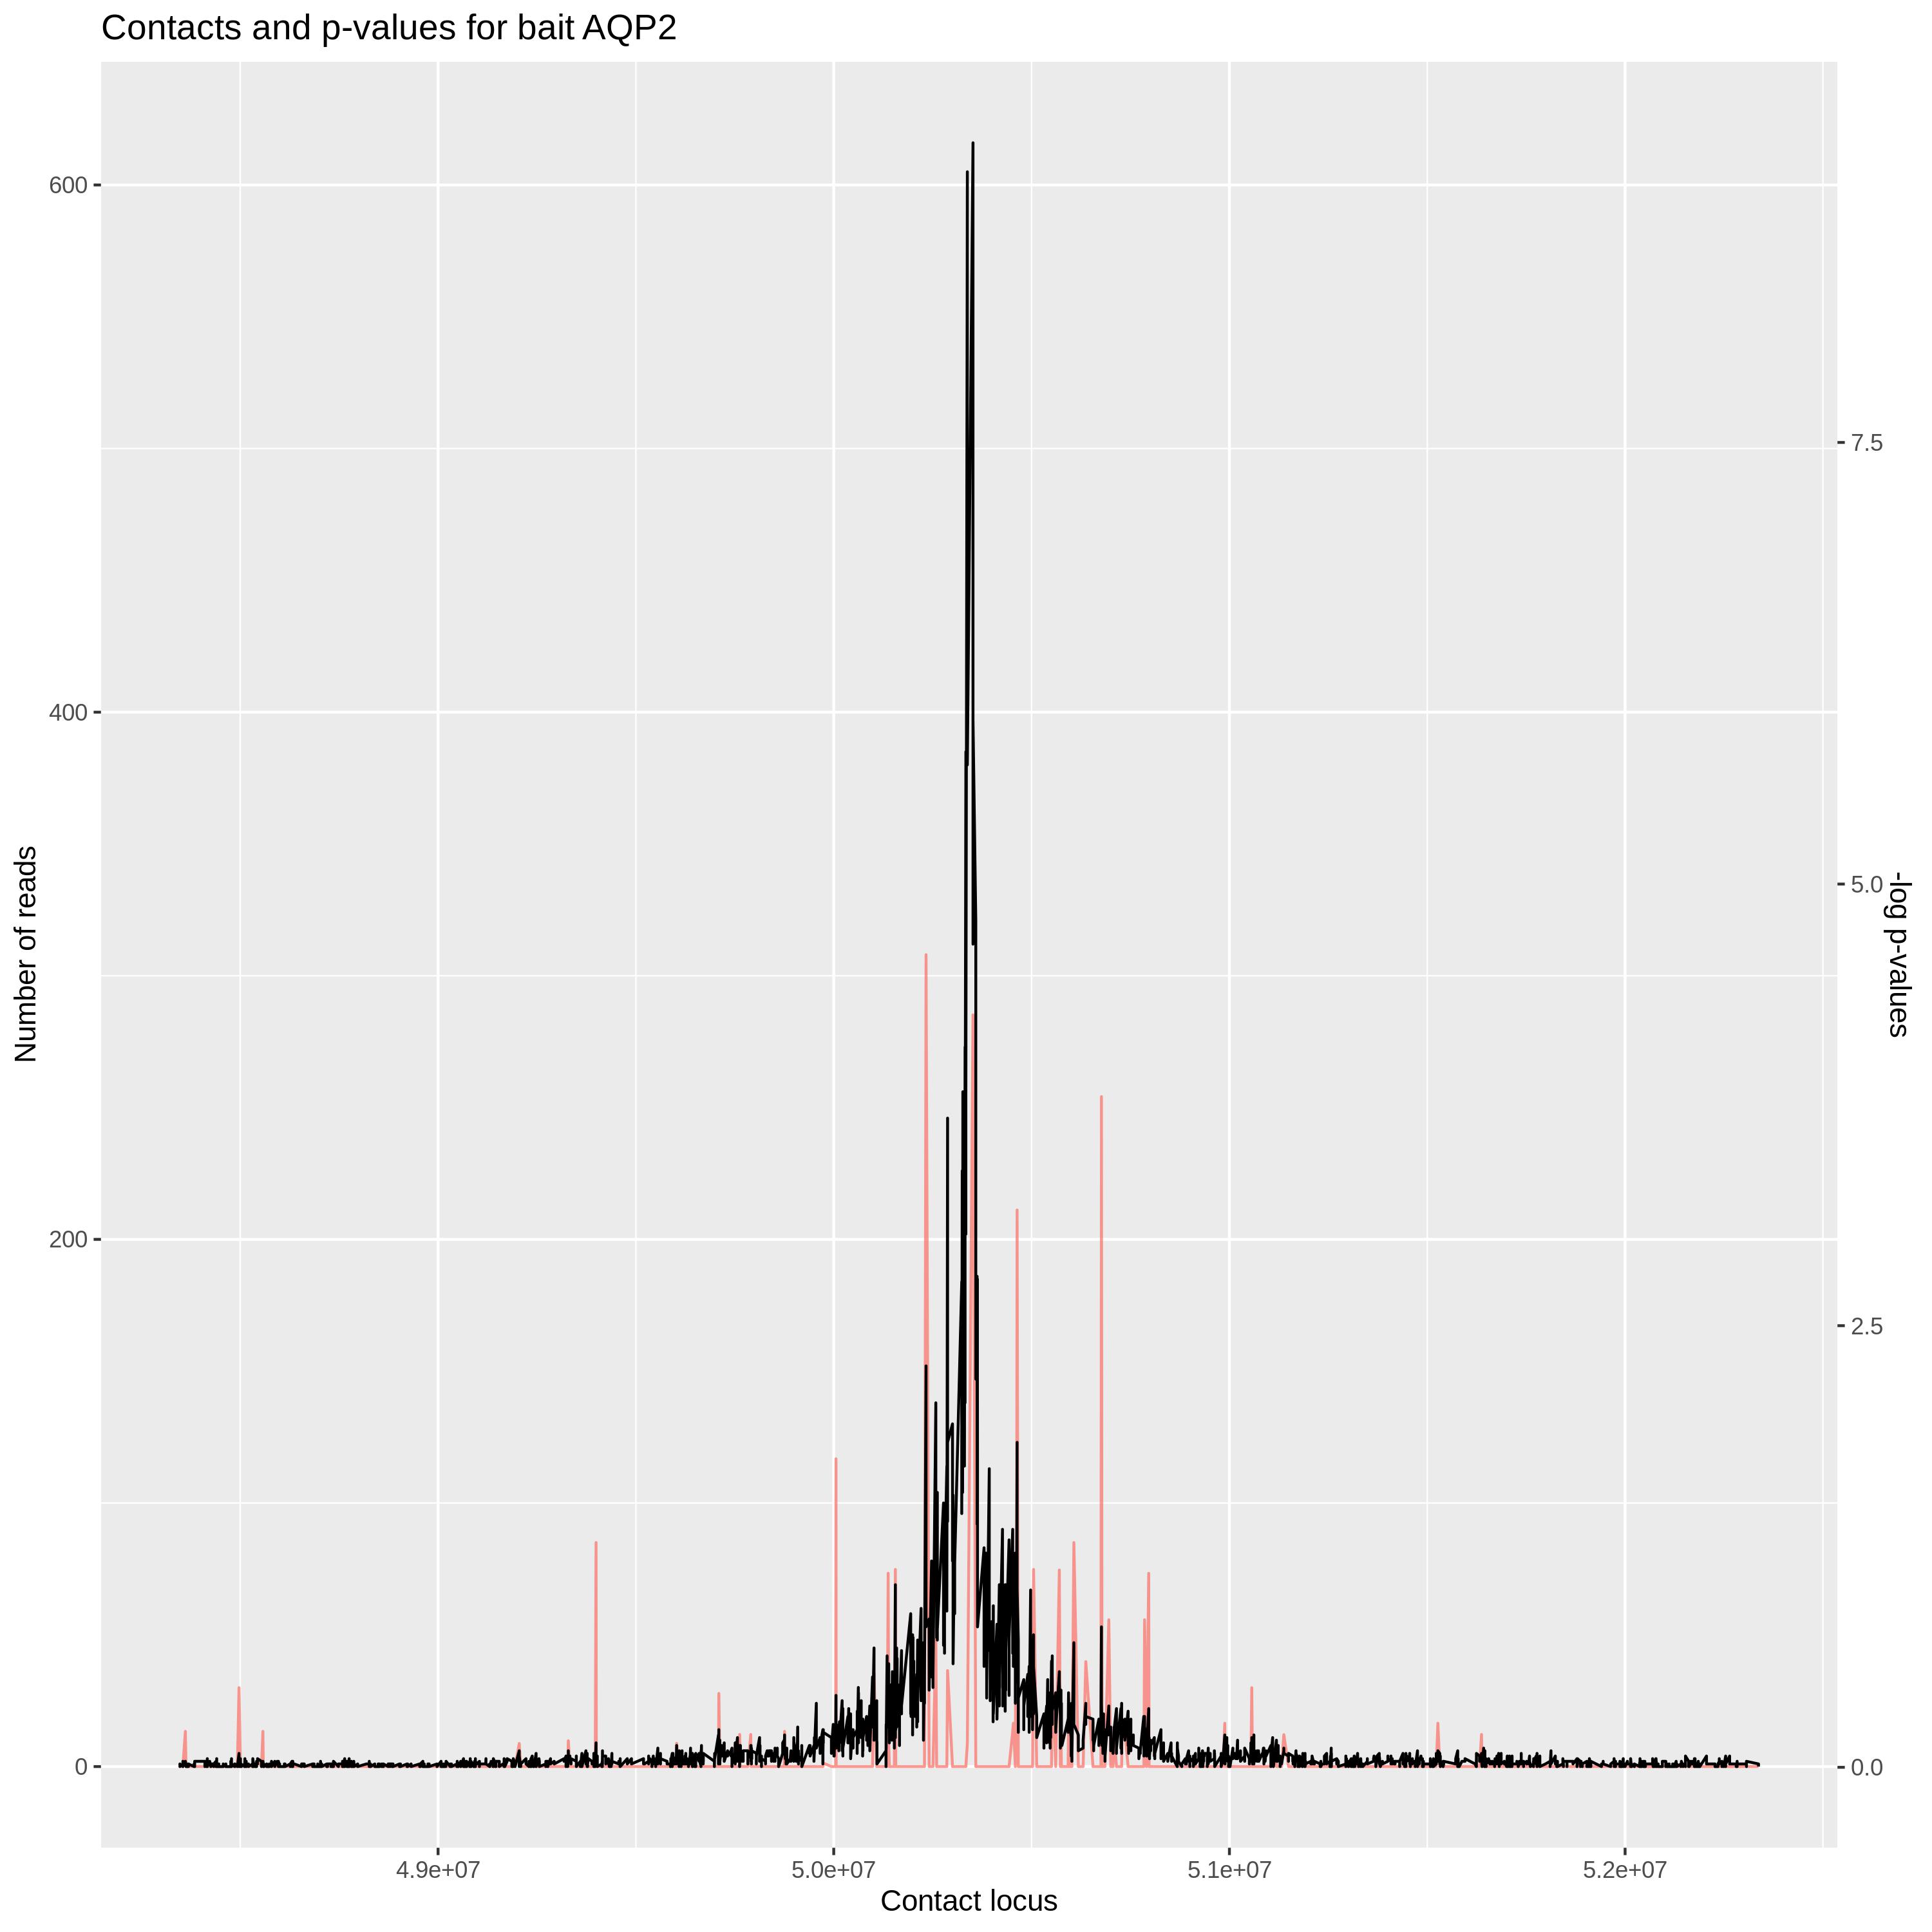 Contacts and p-values for bait AQP2
600
400
200
0
Number of reads
7.5
5.0
2.5
0.0
-log p-values
4.9e+07
5.0e+07
5.1e+07
5.2e+07
Contact locus